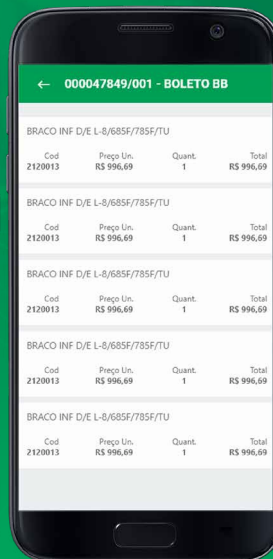 ← 000047849/001 - BOLETO BB
BRACO INF D/E L-8/685F/785F/TU
Cod Preço Un. Quant. Total
2120013 R$ 996,69 1 R$ 996,69
BRACO INF D/E L-8/685F/785F/TU
Cod Preço Un. Quant. Total
2120013 R$ 996,69 1 R$ 996,69
BRACO INF D/E L-8/685F/785F/TU
Cod Preço Un. Quant. Total
2120013 R$ 996,69 1 R$ 996,69
BRACO INF D/E L-8/685F/785F/TU
Cod Preço Un. Quant. Total
2120013 R$ 996,69 1 R$ 996,69
BRACO INF D/E L-8/685F/785F/TU
Cod Preço Un. Quant. Total
2120013 R$ 996,69 1 R$ 996,69